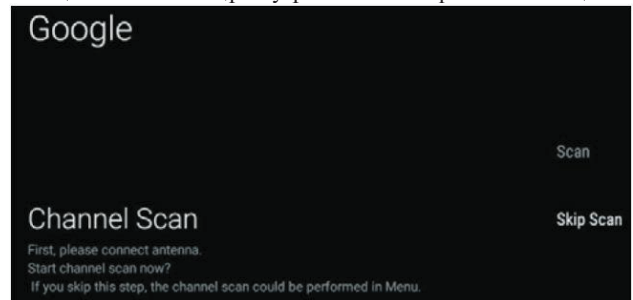 Google
Scan
Channel Scan
Skip Scan
First, please connect antenna.
Start channel scan now?
If you skip this step, the channel scan could be performed in Menu.